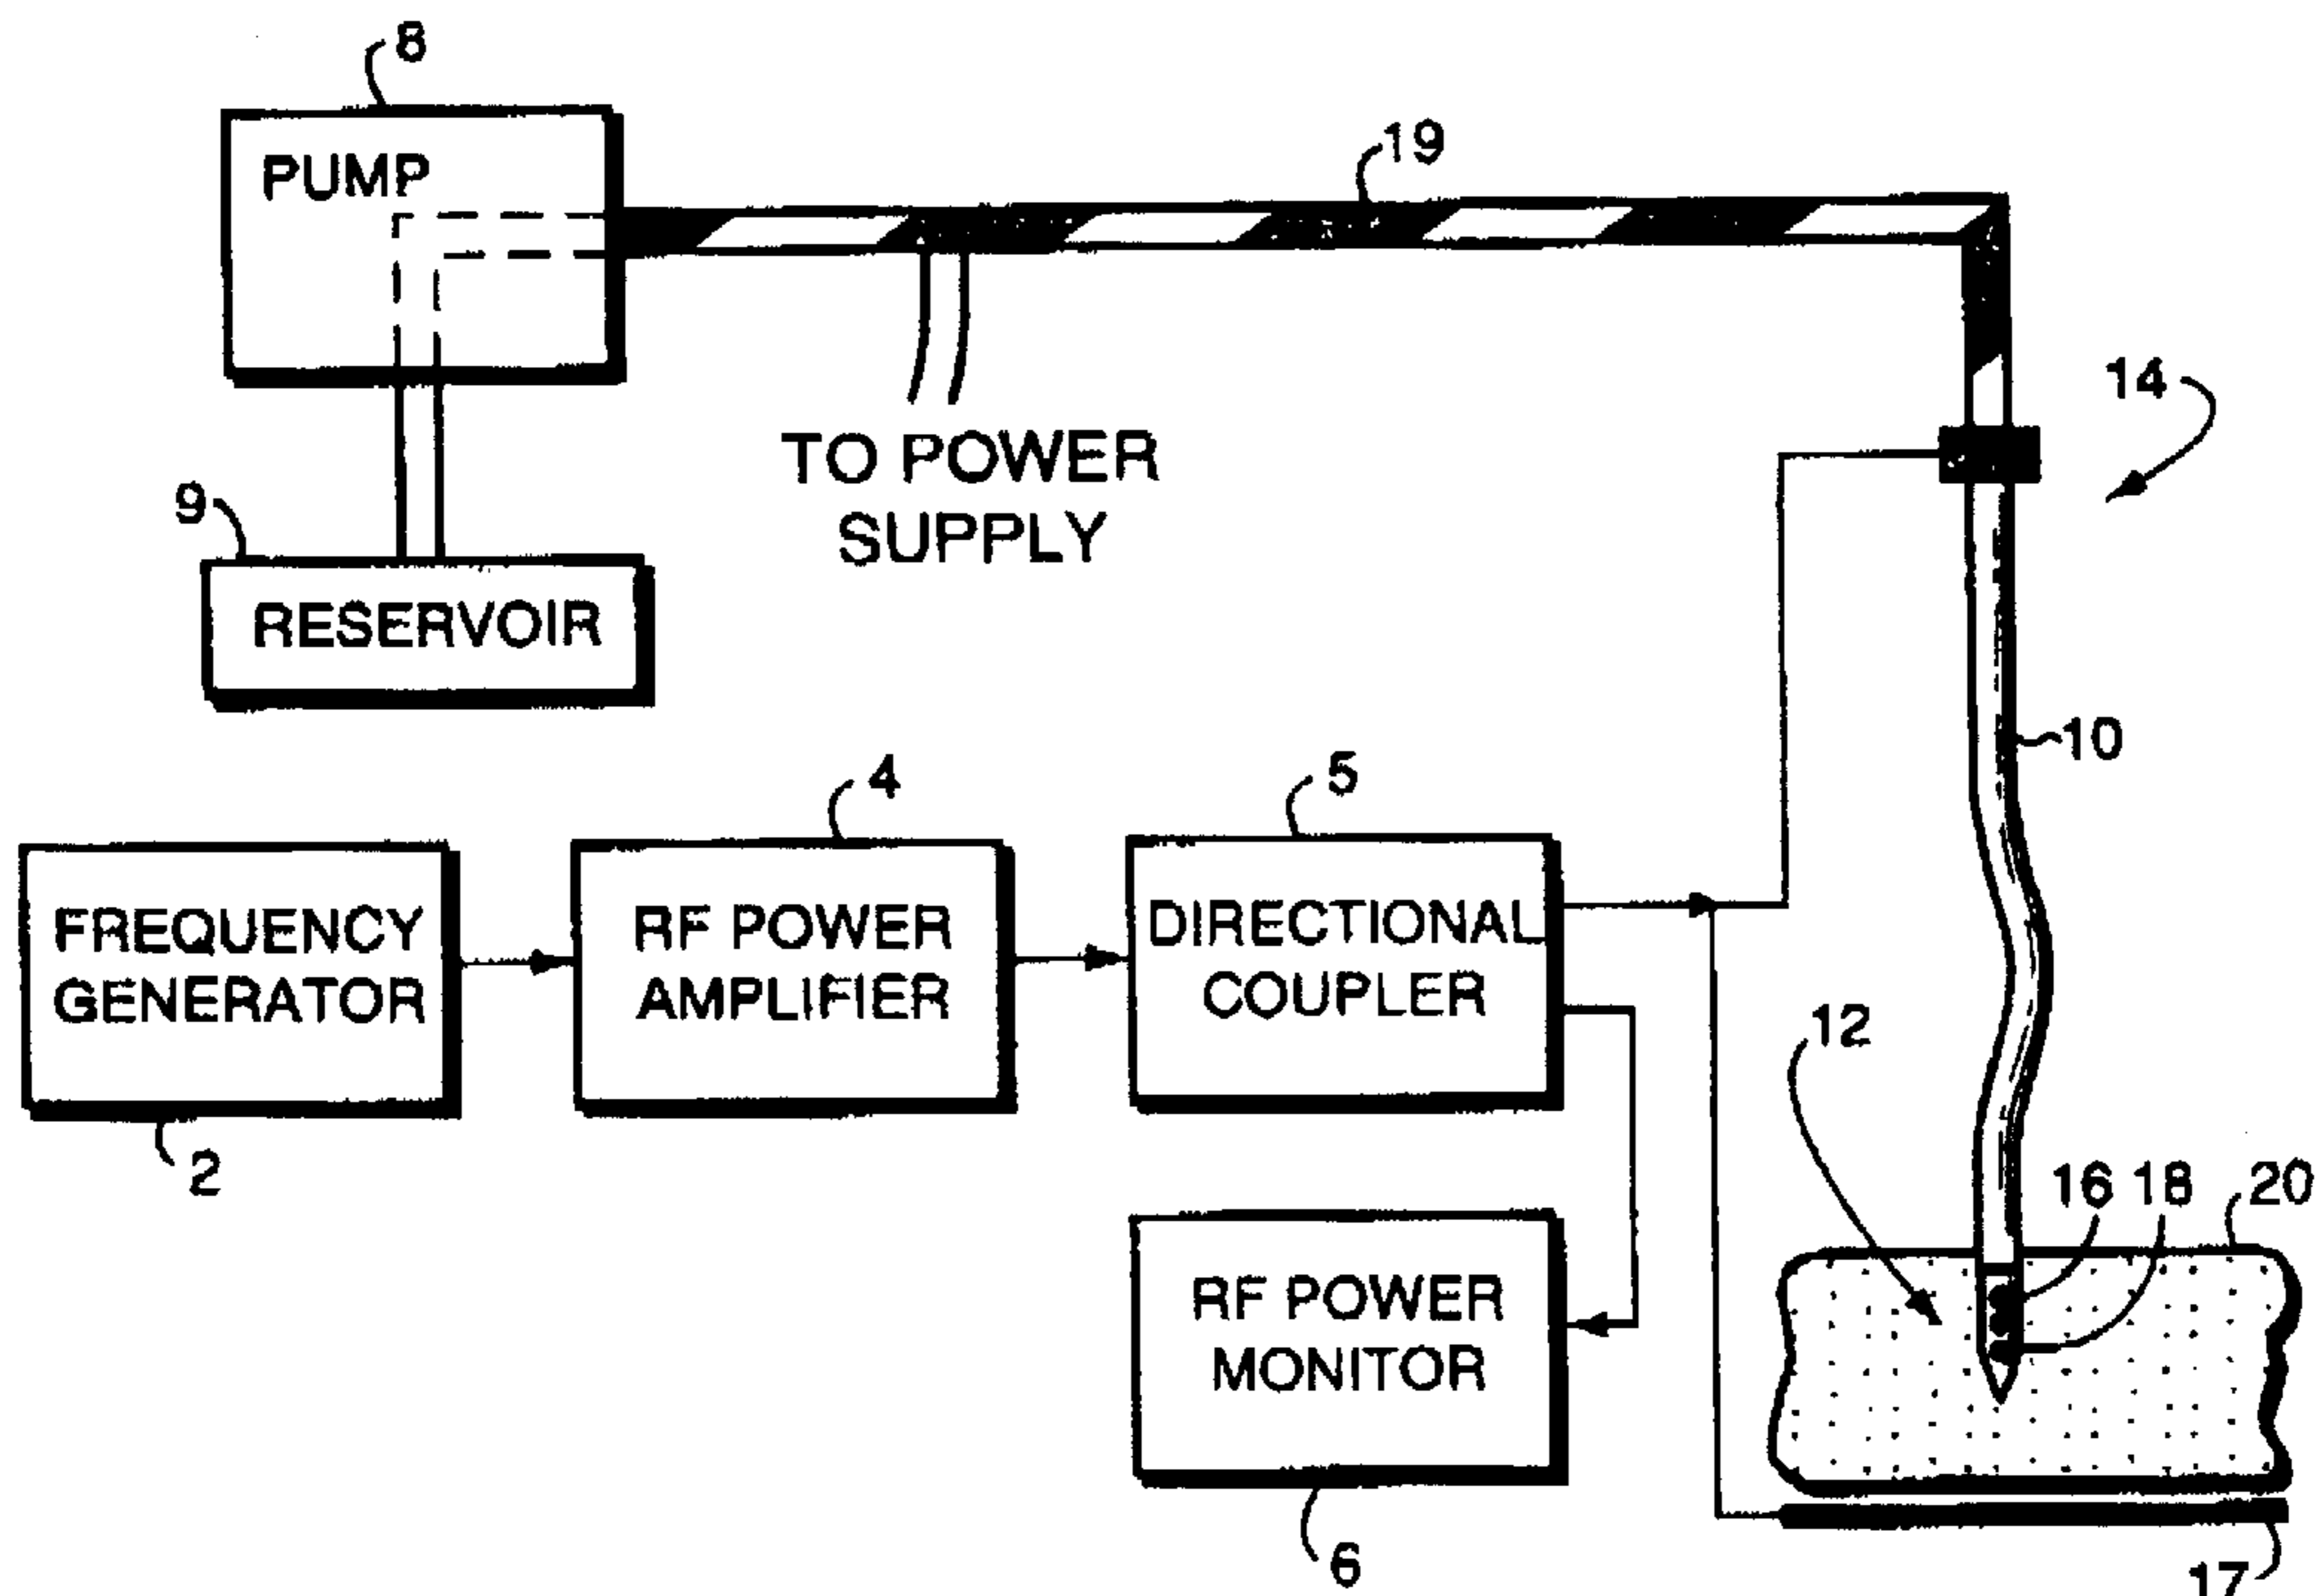 8
PUMP
19
TO POWER
SUPPLY
14
9
RESERVOIR
10
4
5
FREQUENCY
GENERATOR
RF POWER
AMPLIFIER
DIRECTIONAL
COUPLER
12
2
16
18
20
RF POWER
MONITOR
6
17